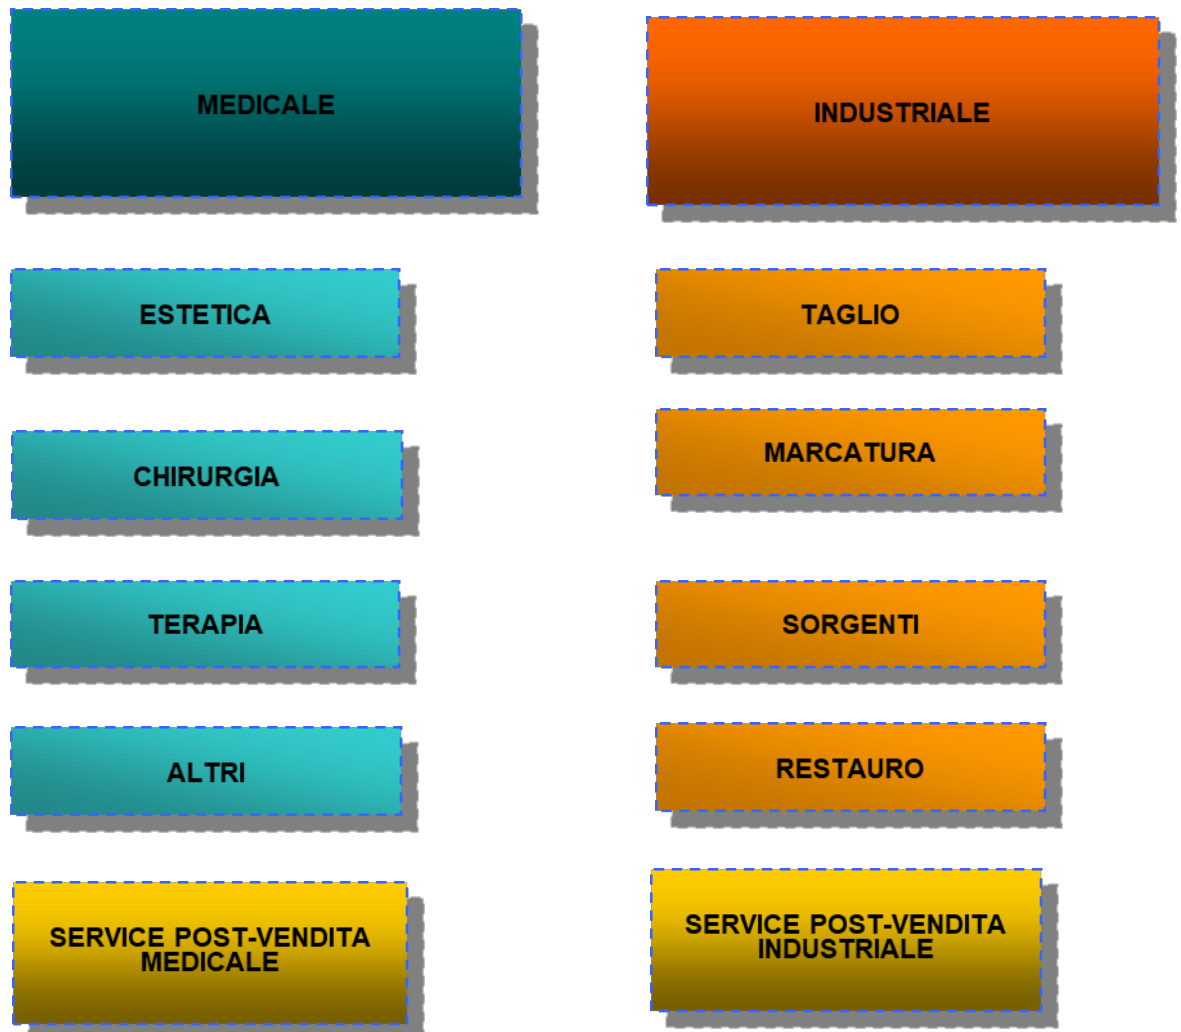 MEDICALE
INDUSTRIALE
ESTETICA
TAGLIO
CHIRURGIA
MARCATURA
TERAPIA
SORGENTI
ALTRI
RESTAURO
SERVICE POST-VENDITA
MEDICALE
SERVICE POST-VENDITA
INDUSTRIALE